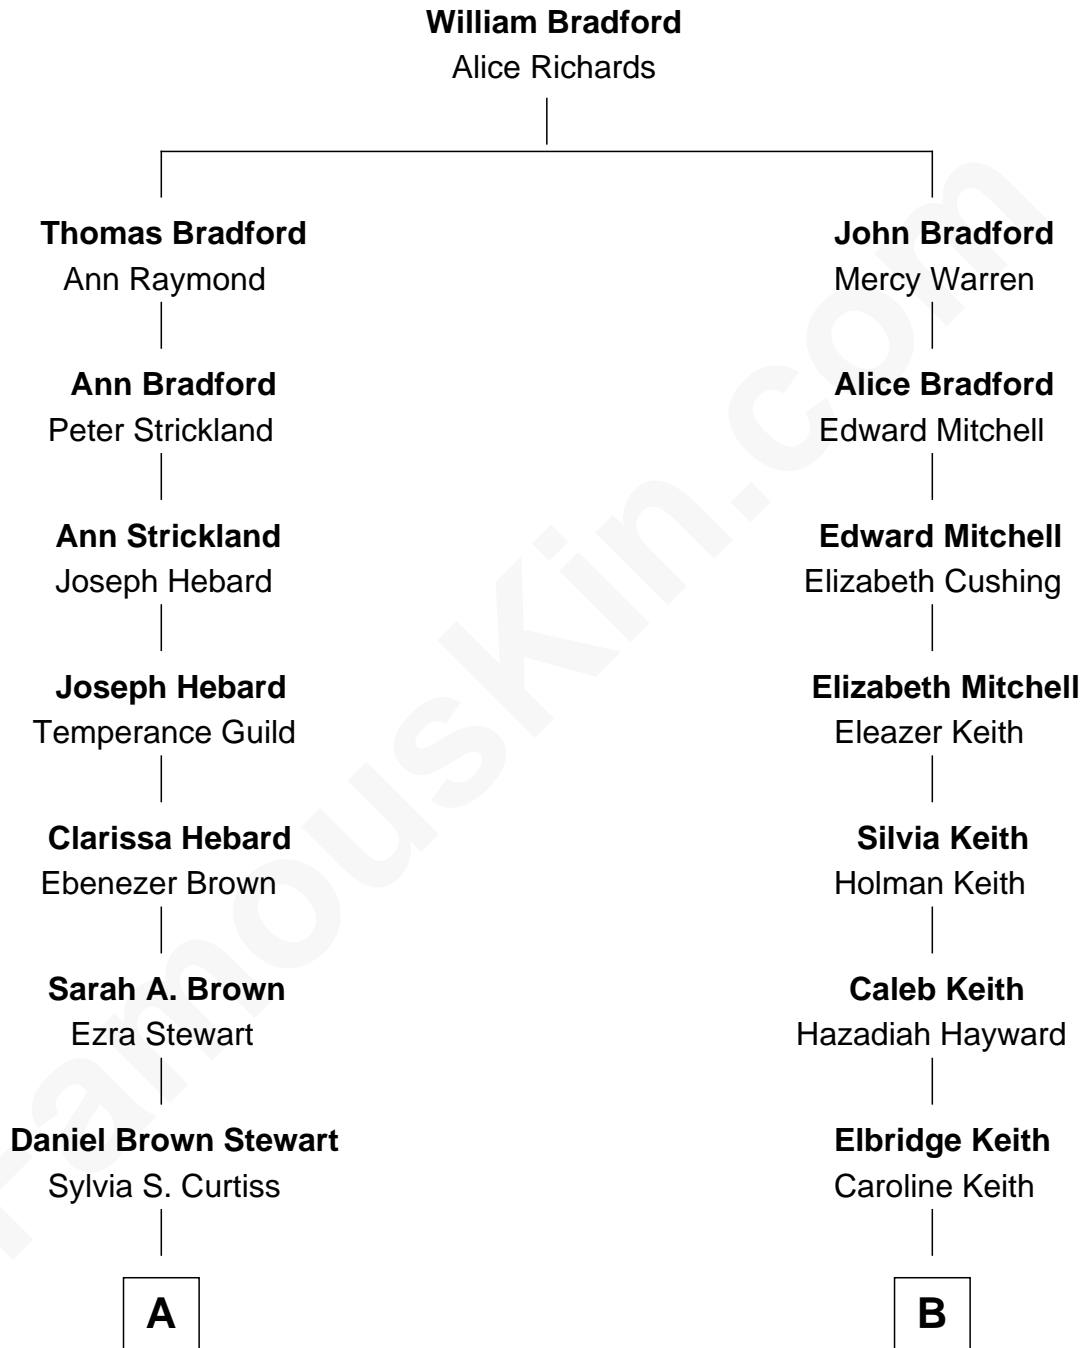 William Bradford
Alice Richards
Thomas Bradford
Ann Raymond
John Bradford
Mercy Warren
Ann Bradford
Peter Strickland
Alice Bradford
Edward Mitchell
Ann Strickland
Joseph Hebard
Edward Mitchell
Elizabeth Cushing
Joseph Hebard
Temperance Guild
Elizabeth Mitchell
Eleazer Keith
Clarissa Hebard
Ebenezer Brown
Silvia Keith
Holman Keith
Sarah A. Brown
Ezra Stewart
Caleb Keith
Hazadiah Hayward
Daniel Brown Stewart
Sylvia S. Curtiss
Elbridge Keith
Caroline Keith
A
B
FamousKin.com